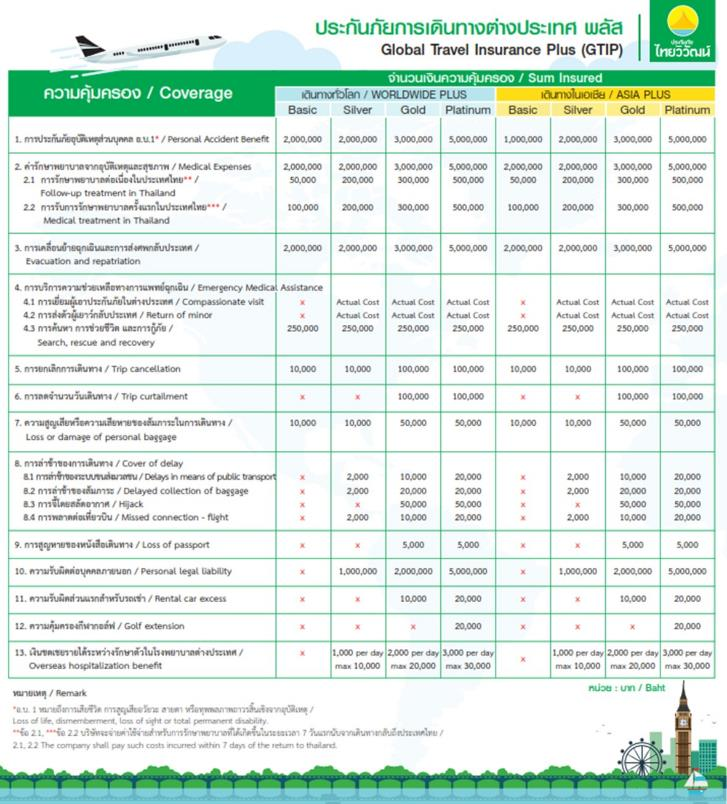 ประกันภัยการเดินทางต่างประเทศ พลัส
Global Travel Insurance Plus (GTIP)
ประกันภัย
ไทยวิวัฒน์
ความคุ้มครอง / Coverage
จำนวนเงินความคุ้มครอง / Sum Insured
เดินทางทั่วโลก / WORLDWIDE PLUS เดินทางในเอเชีย / ASIA PLUS
Basic Silver Gold Platinum Basic Silver Gold Platinum
1. การประกันภัยอุบัติเหตุส่วนบุคคล อ.บ.1* / Personal Accident Benefit 2,000,000 2,000,000 3,000,000 5,000,000 1,000,000 2,000,000 3,000,000 5,000,000
2. ค่ารักษาพยาบาลจากอุบัติเหตุและสุขภาพ / Medical Expenses 2,000,000 2,000,000 3,000,000 5,000,000 2,000,000 2,000,000 3,000,000 5,000,000
2.1 การรักษาพยาบาลต่อเนื่องในประเทศไทย** / 50,000 200,000 300,000 500,000 50,000 200,000 300,000 500,000
Follow-up treatment in Thailand
2.2 การรับการรักษาพยาบาลครั้งแรกในประเทศไทย*** / 100,000 200,000 300,000 500,000 100,000 200,000 300,000 500,000
Medical treatment in Thailand
3. การเคลื่อนย้ายฉุกเฉินและการส่งศพกลับประเทศ / 2,000,000 2,000,000 3,000,000 5,000,000 2,000,000 2,000,000 3,000,000 5,000,000
Evacuation and repatriation
4. การบริการความช่วยเหลือทางการแพทย์ฉุกเฉิน / Emergency Medical Assistance
4.1 การเยี่ยมผู้เอาประกันภัยในต่างประเทศ / Compassionate visit x Actual Cost Actual Cost Actual Cost x Actual Cost Actual Cost Actual Cost
4.2 การส่งตัวผู้เยาว์กลับประเทศ / Return of minor x Actual Cost Actual Cost Actual Cost x Actual Cost Actual Cost Actual Cost
4.3 การค้นหา การช่วยชีวิต และการกู้ภัย / 250,000 250,000 250,000 250,000 250,000 250,000 250,000 250,000
Search, rescue and recovery
5. การยกเลิกการเดินทาง / Trip cancellation 10,000 10,000 100,000 100,000 10,000 10,000 100,000 100,000
6. การลดจำนวนวันเดินทาง / Trip curtailment x x 100,000 100,000 x x 100,000 100,000
7. ความสูญเสียหรือความเสียหายของสัมภาระในการเดินทาง / 10,000 10,000 50,000 50,000 10,000 10,000 50,000 50,000
Loss or damage of personal baggage
8. การล่าช้าของการเดินทาง / Cover of delay
8.1 การล่าช้าของระบบขนส่งมวลชน / Delays in means of public transport x 2,000 10,000 20,000 x 2,000 10,000 20,000
8.2 การล่าช้าของสัมภาระ / Delayed collection of baggage x 2,000 20,000 20,000 x 2,000 20,000 20,000
8.3 การจี้โดยสลัดอากาศ / Hijack x x 50,000 50,000 x x 50,000 50,000
8.4 การพลาดต่อเที่ยวบิน / Missed connection - flight x 2,000 10,000 20,000 x 2,000 10,000 20,000
9. การสูญหายของหนังสือเดินทาง / Loss of passport x x 5,000 5,000 x x 5,000 5,000
10. ความรับผิดต่อบุคคลภายนอก / Personal legal liability x 1,000,000 2,000,000 5,000,000 x 1,000,000 2,000,000 5,000,000
11. ความรับผิดส่วนแรกสำหรับรถเช่า / Rental car excess x x 10,000 20,000 x x 10,000 20,000
12. ความคุ้มครองกีฬากอล์ฟ / Golf extension x x x 20,000 x x x 20,000
13. เงินชดเชยรายได้ระหว่างรักษาตัวในโรงพยาบาลต่างประเทศ / x 1,000 per day 2,000 per day 3,000 per day x 1,000 per day 2,000 per day 3,000 per day
Overseas hospitalization benefit max 10,000 max 20,000 max 30,000 max 10,000 max 20,000 max 30,000
หมายเหตุ / Remark หน่วย : บาท / Baht
*อ.บ. 1 หมายถึงการเสียชีวิต การสูญเสียอวัยวะ สายตา หรือทุพพลภาพถาวรสิ้นเชิงจากอุบัติเหตุ /
Loss of life, dismemberment, loss of sight or total permanent disability.
**ข้อ 2.1, ***ข้อ 2.2 บริษัทจะจ่ายค่าใช้จ่ายสำหรับการรักษาพยาบาลที่ได้เกิดขึ้นในระยะเวลา 7 วันแรกนับจากเดินทางกลับถึงประเทศไทย /
2.1, 2.2 The company shall pay such costs incurred within 7 days of the return to thailand.